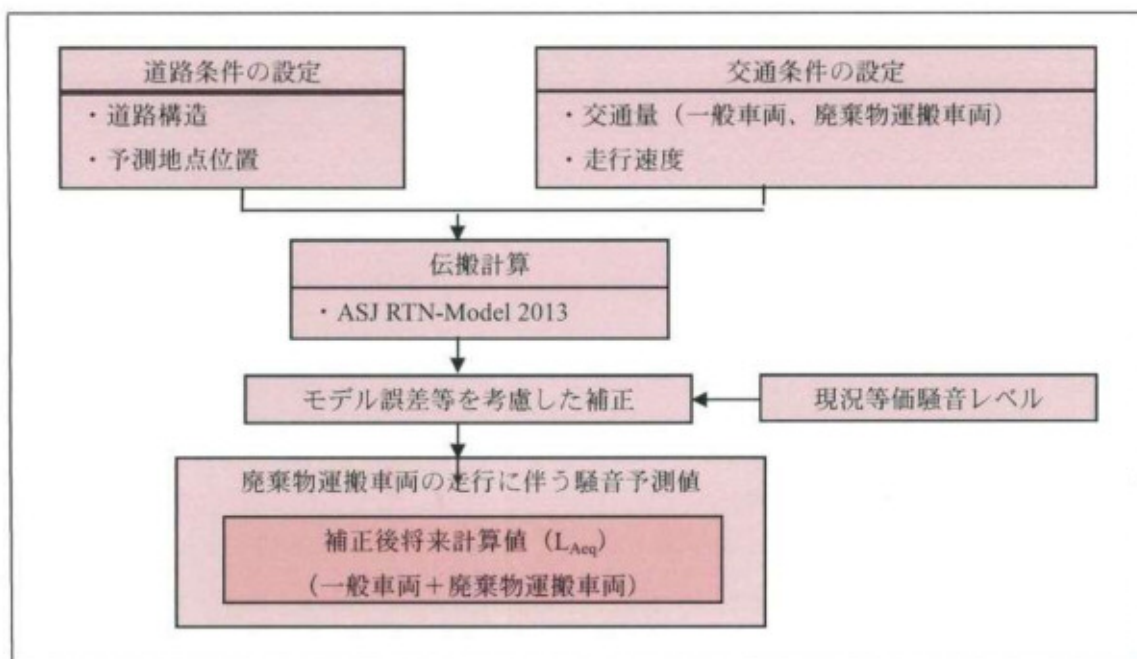 道路条件の設定
・道路構造
・予測地点位置
交通条件の設定
・交通量（一般車両、廃棄物運搬車両）
・走行速度
伝搬計算
・ASJ RTN-Model 2013
モデル誤差等を考慮した補正
現況等価騒音レベル
廃棄物運搬車両の走行に伴う騒音予測値
補正後将来計算値（LAeq）
（一般車両＋廃棄物運搬車両）